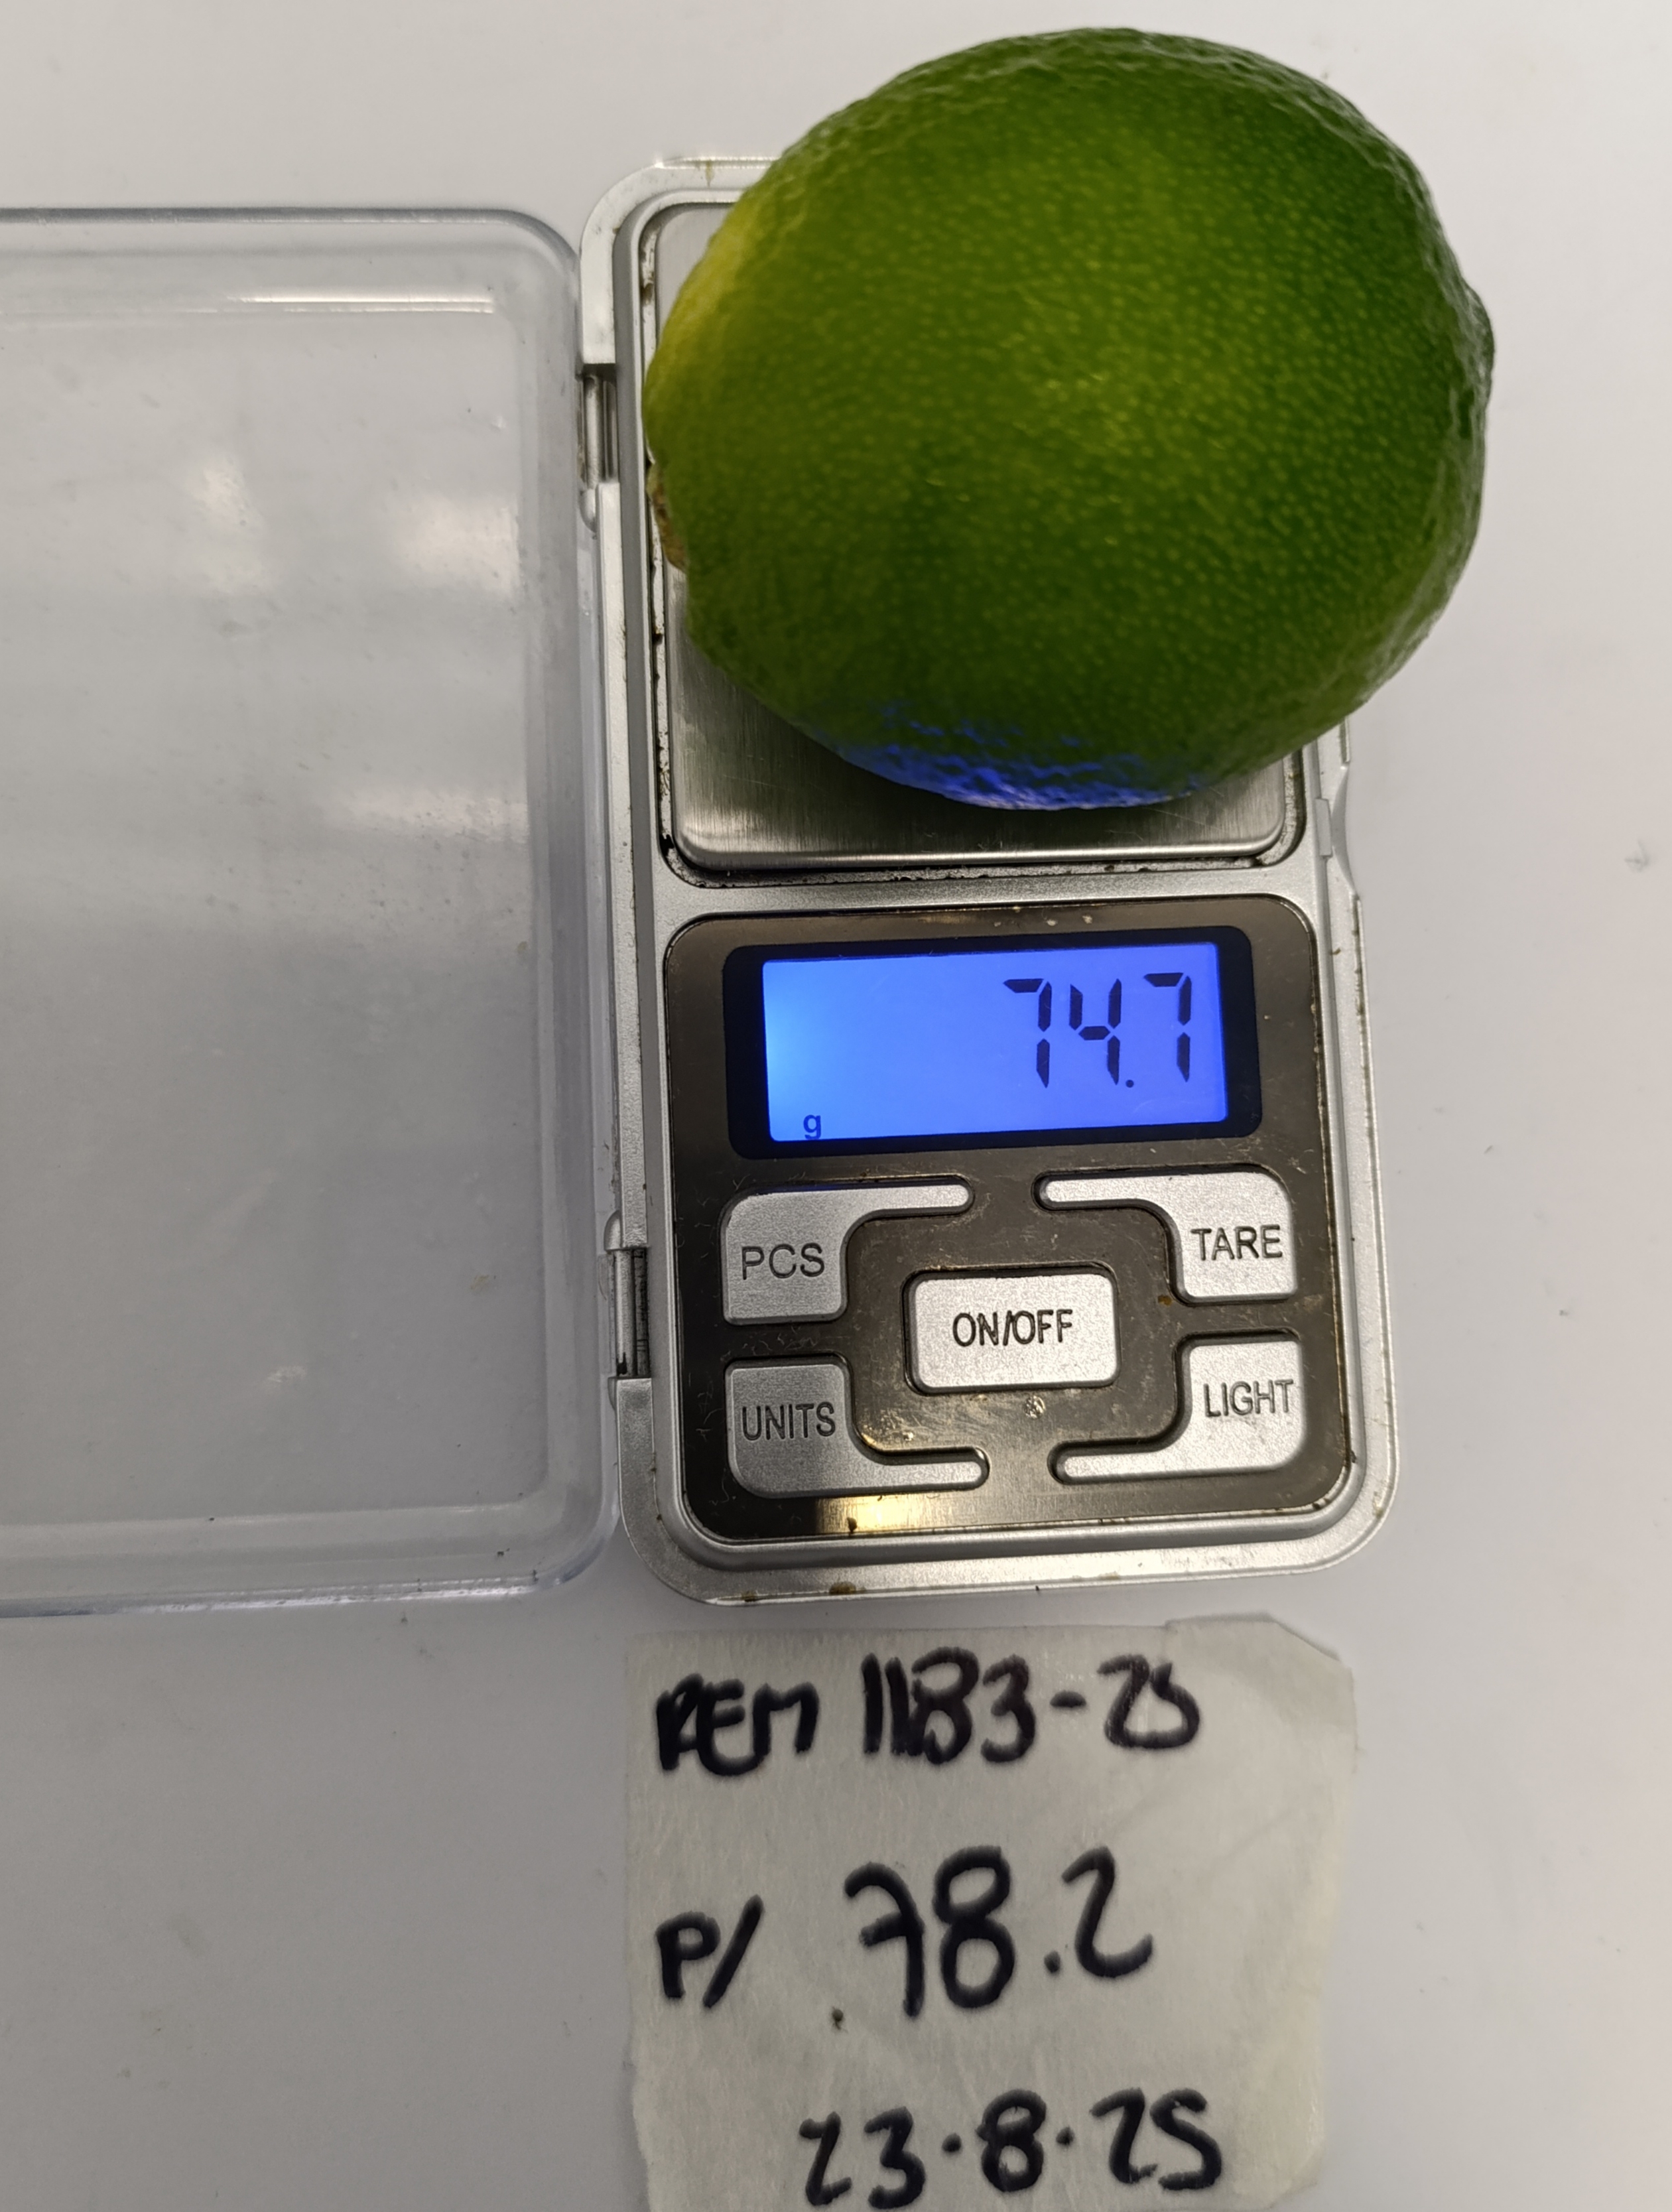 74.7
g
PCS
TARE
ON/OFF
UNITS
LIGHT
REM 1183-25
P/ 78.2
23.8.25